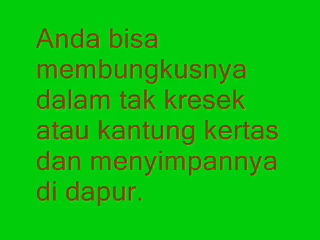 Anda bisa
membungkusnya
dalam tak kresek
atau kantung kertas
dan menyimpannya
di dapur.